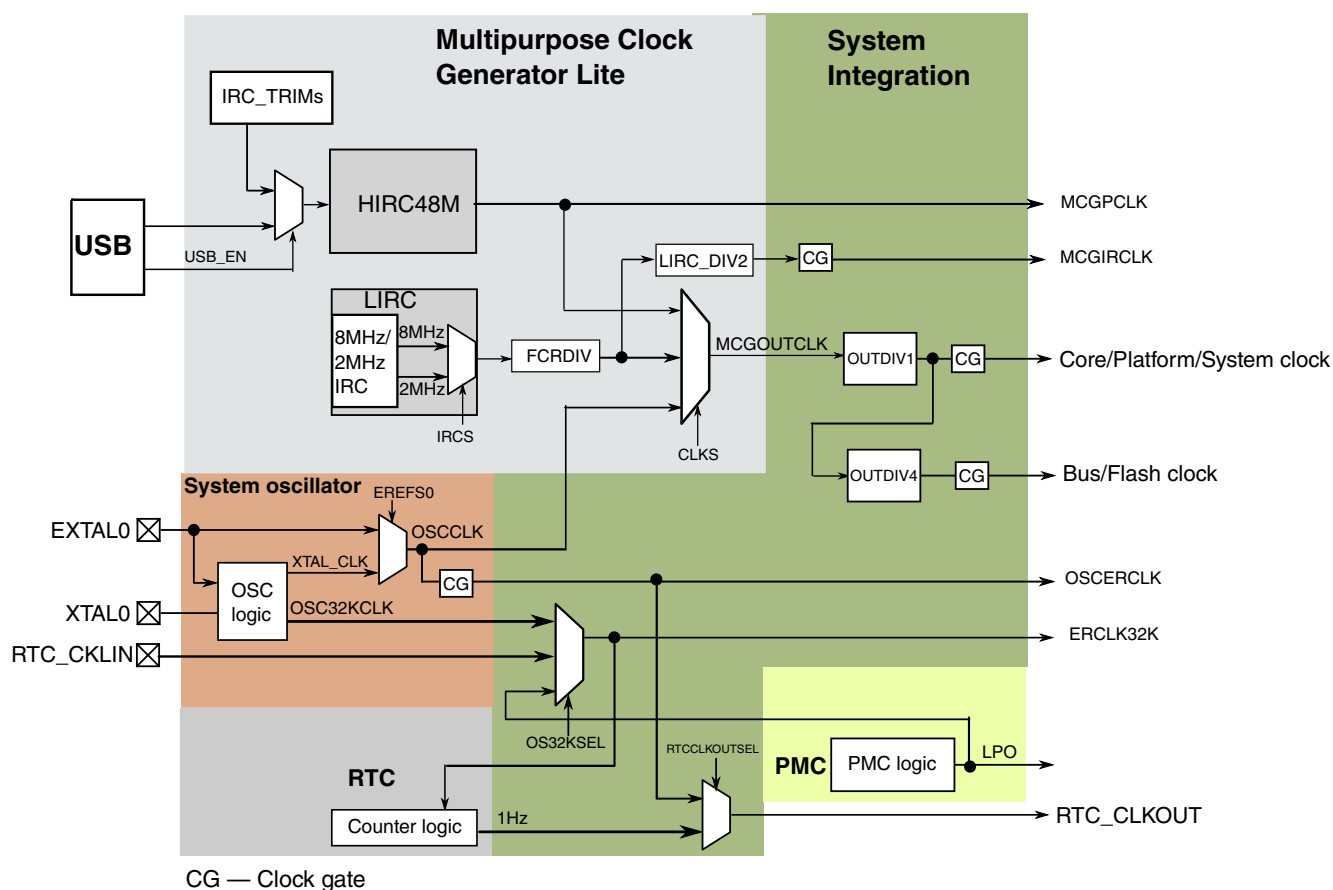 Multipurpose Clock
Generator Lite
System
Integration
IRC_TRIMs
HIRC48M
MCGPCLK
USB
USB_EN
LIRC_DIV2
CG
MCGIRCLK
LIRC
8MHz/
2MHz
IRC
8MHz
2MHz
FCRDIV
MCGOUTCLK
OUTDIV1
CG
Core/Platform/System clock
IRCS
CLKS
OUTDIV4
CG
Bus/Flash clock
System oscillator
EREFS0
EXTAL0
OSCCLK
XTAL_CLK
OSC
logic
CG
OSCERCLK
XTAL0
OSC32KCLK
ERCLK32K
RTC_CKLIN
OS32KSEL
RTCCLKOUTSEL
PMC
PMC logic
LPO
RTC
Counter logic
1Hz
RTC_CLKOUT
CG — Clock gate